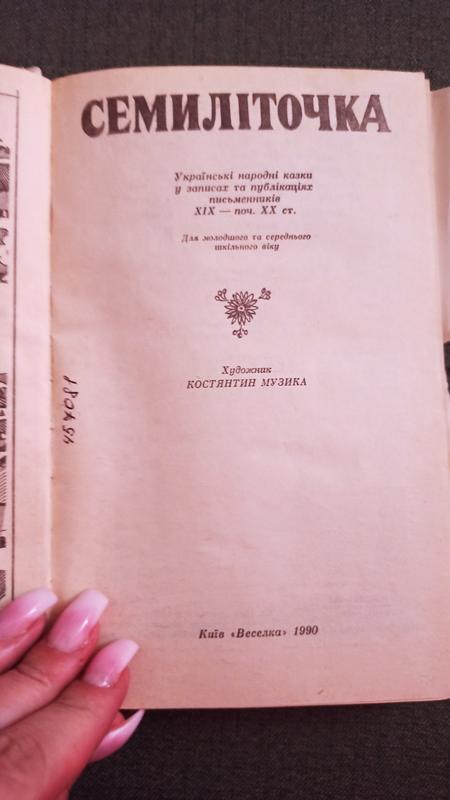 СЕМИЛІТОЧКА
Українські народні казки
у записах та публікаціях
письменників
XIX — поч. XX ст.
Для молодшого та середнього
шкільного віку
Художник
КОСТЯНТИН МУЗИКА
Київ «Веселка» 1990